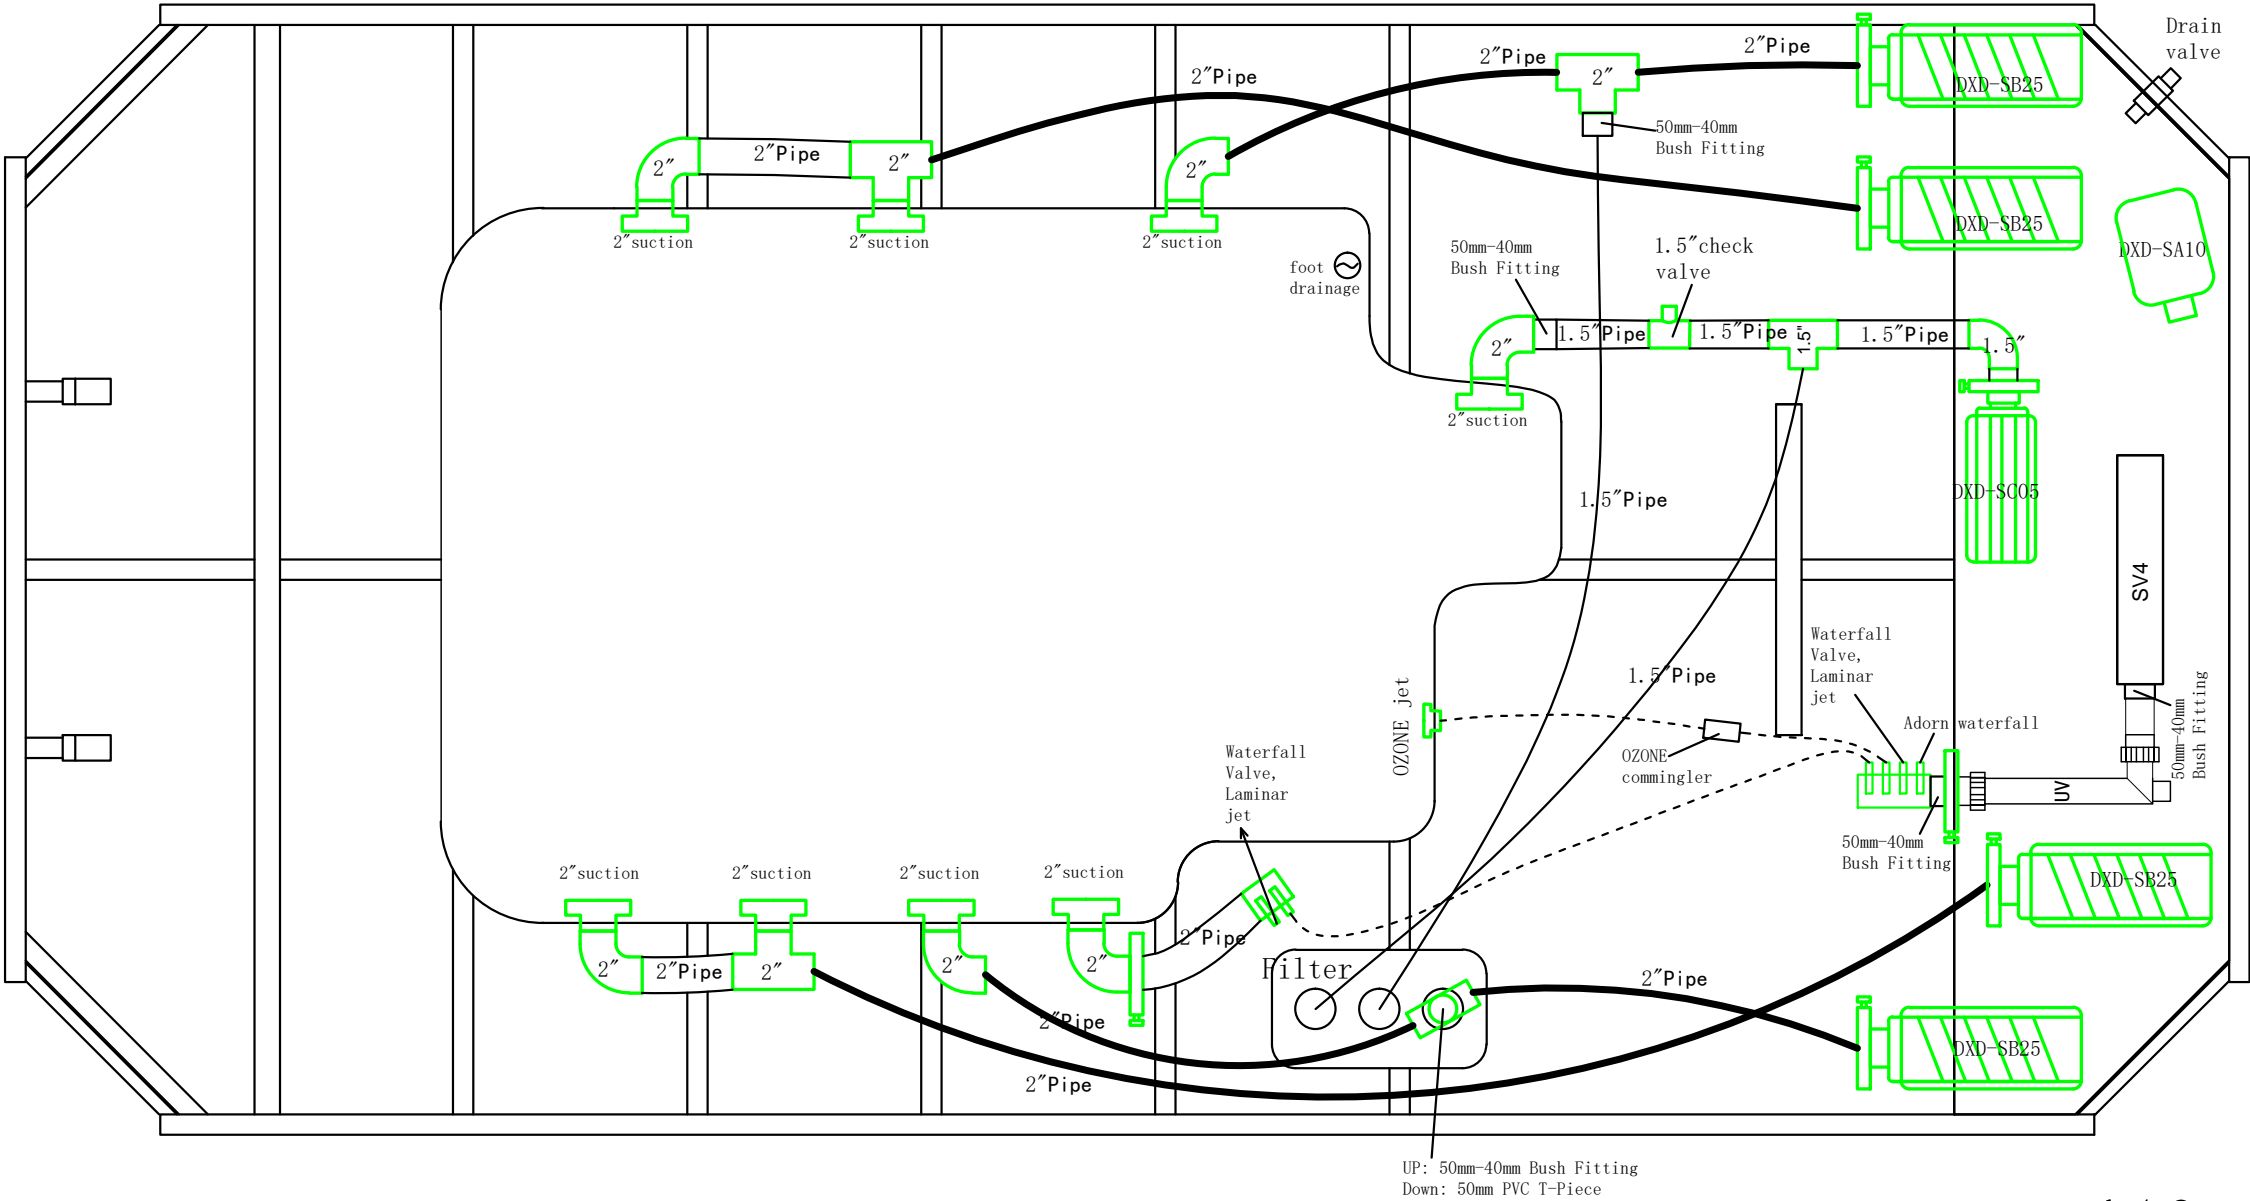 Drain
valve
2"Pipe
2"Pipe
2"Pipe
2"
DXD-SB25
50mm-40mm
Bush Fitting
2"
2"Pipe
2"
2"
DXD-SB25
2"suction
2"suction
2"suction
foot
drainage
50mm-40mm
Bush Fitting
1.5"check
valve
DXD-SA10
2"
1.5"Pipe
1.5"Pipe
1.5"
1.5"Pipe
1.5"
2"suction
1.5"Pipe
DXD-SC05
SV4
1.5"Pipe
Waterfall
Valve,
Laminar
jet
Adorn waterfall
50mm-40mm
Bush Fitting
OZONE jet
OZONE
commingler
UV
50mm-40mm
Bush Fitting
Waterfall
Valve,
Laminar
jet
2"suction
2"suction
2"suction
2"suction
DXD-SB25
2"Pipe
2"
2"Pipe
2"
2"
2"
Filter
2"Pipe
2"Pipe
2"Pipe
DXD-SB25
UP: 50mm-40mm Bush Fitting
Down: 50mm PVC T-Piece